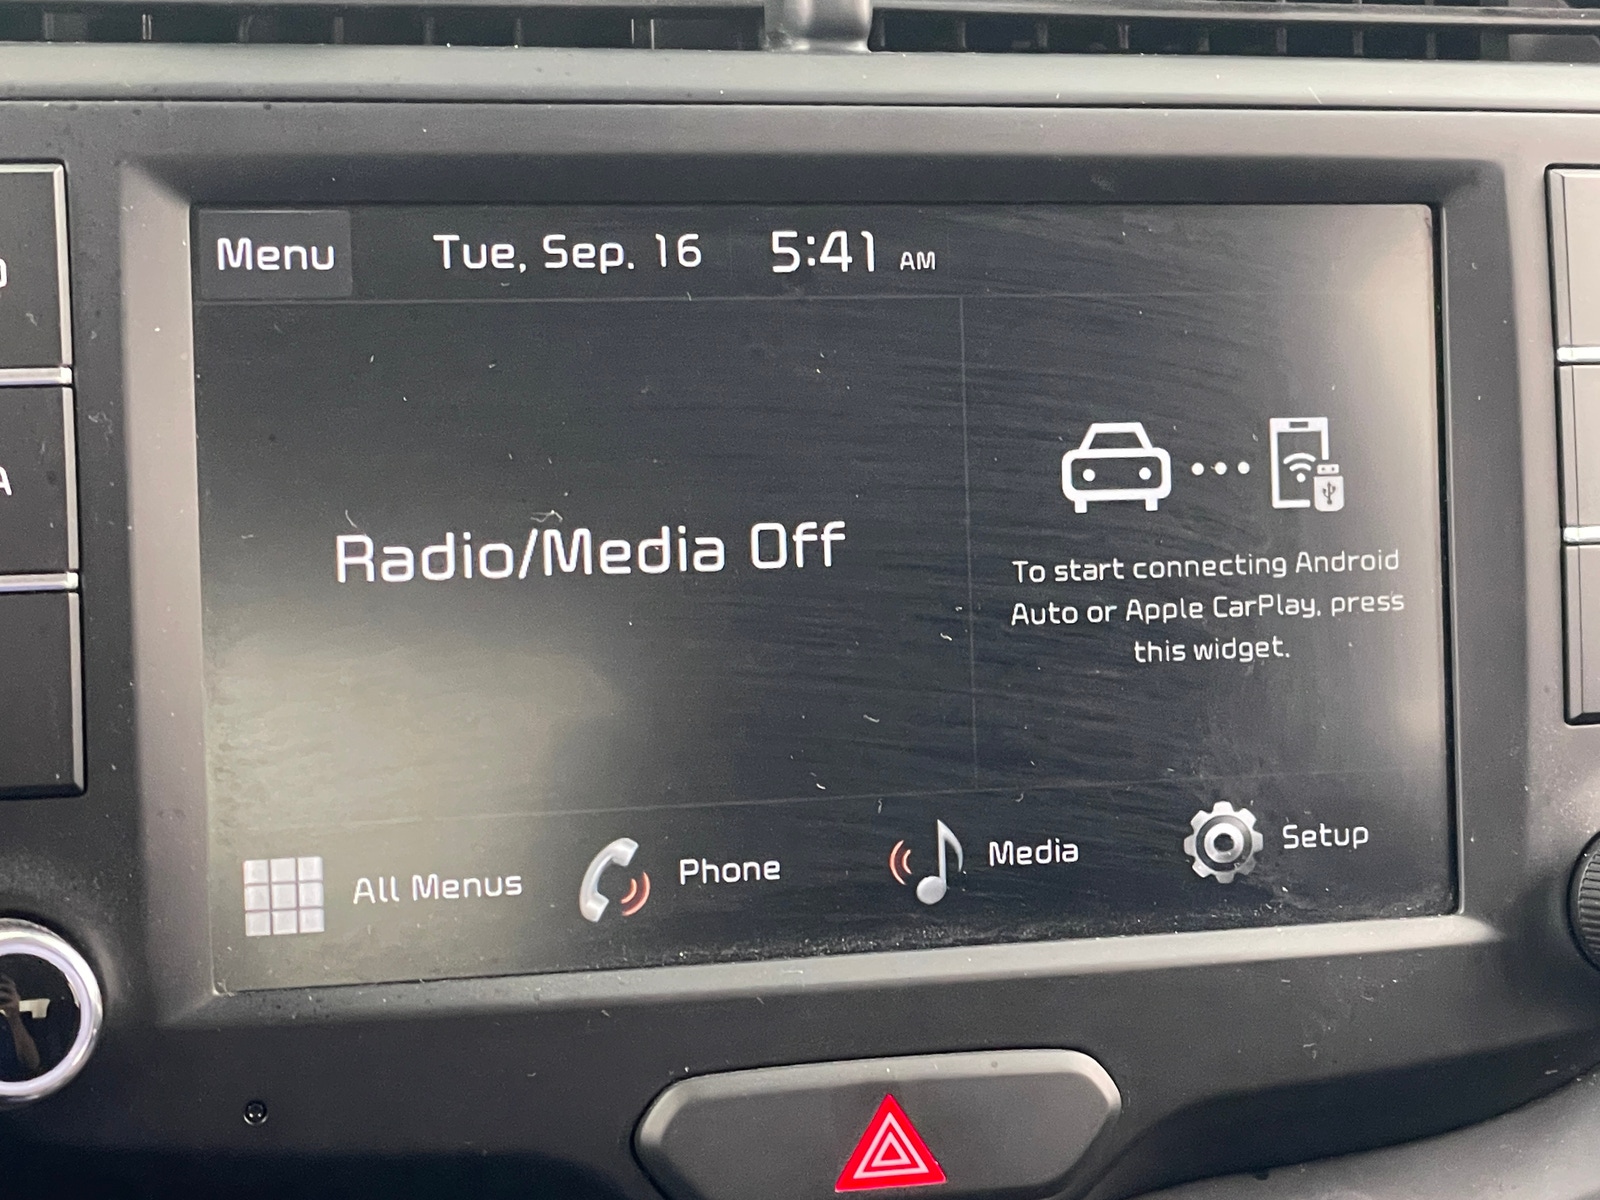 Menu
Tue, Sep. 16
5:41 AM
Radio/Media Off
To start connecting Android
Auto or Apple CarPlay, press
this widget.
All Menus
Phone
Media
Setup